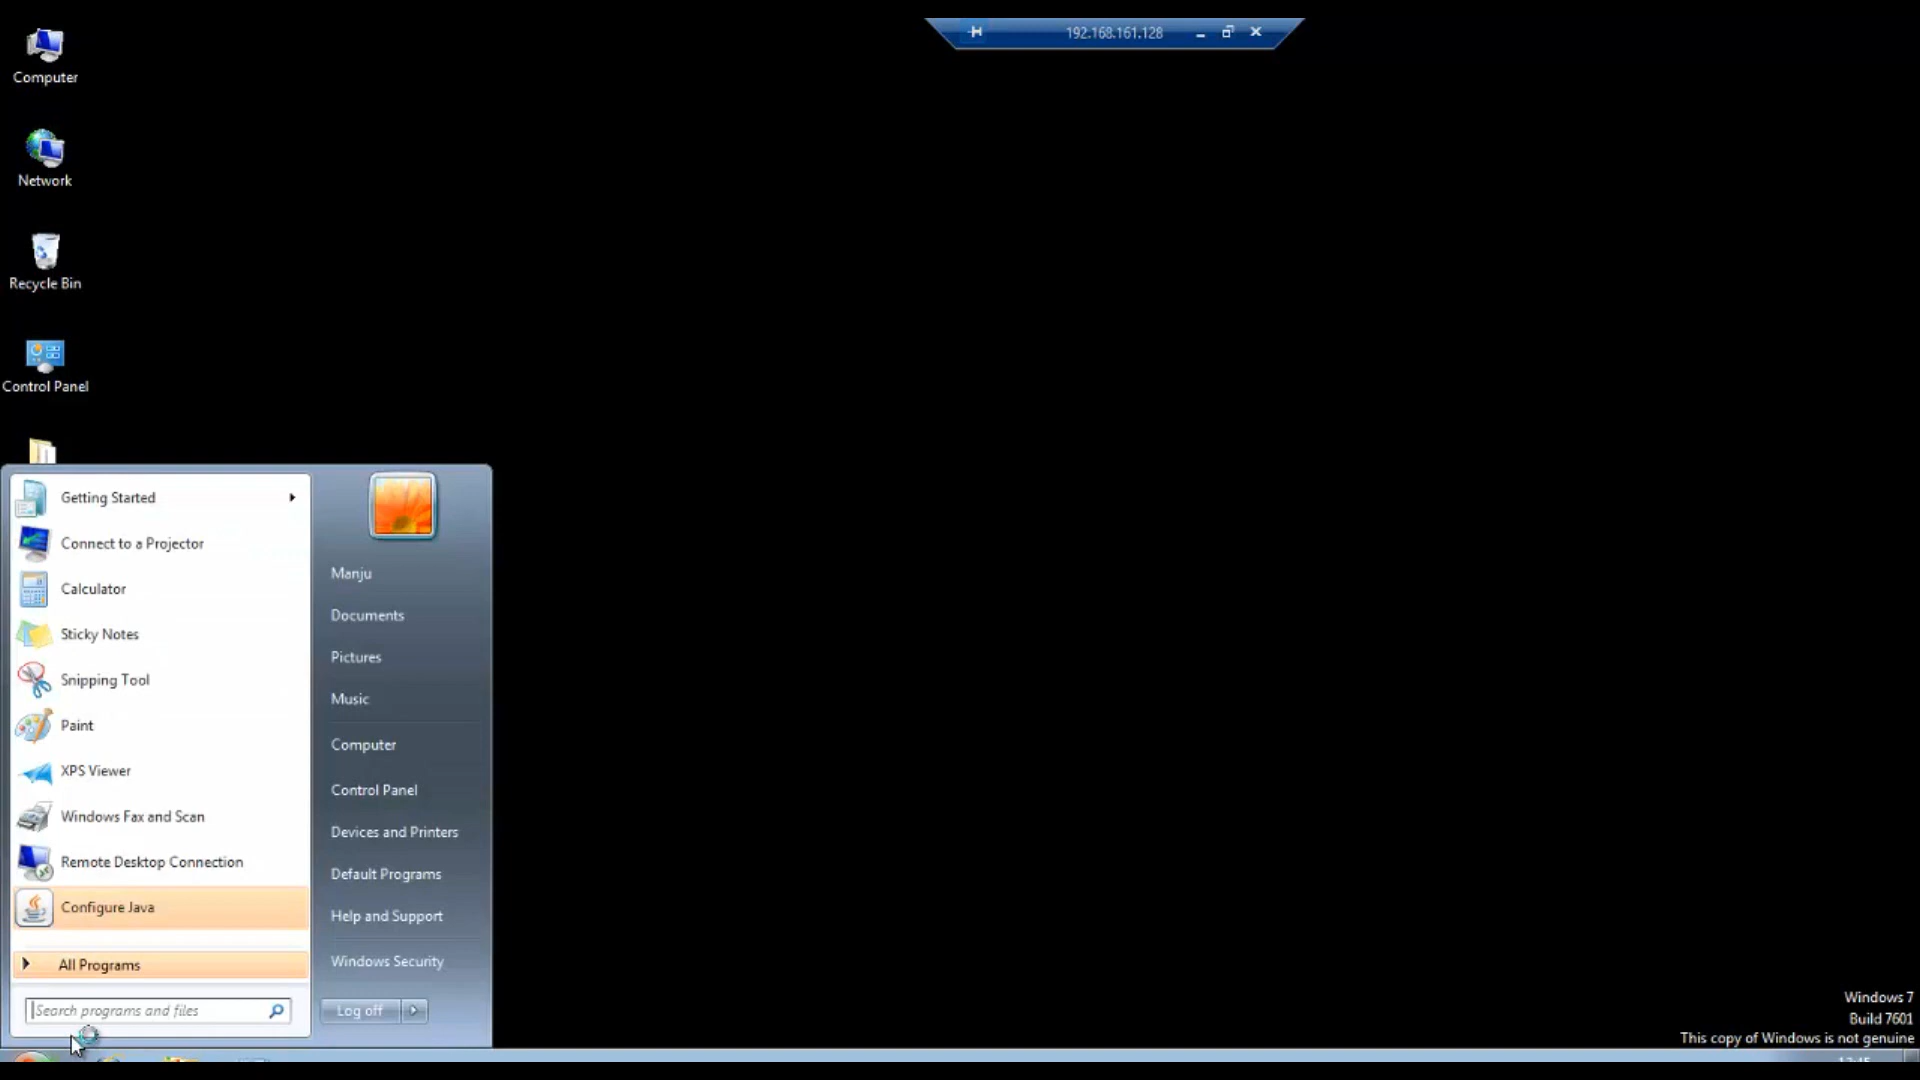 192.168.161.128
Computer
Network
Recycle Bin
Control Panel
Getting Started
Connect to a Projector
Calculator
Sticky Notes
Snipping Tool
Paint
XPS Viewer
Windows Fax and Scan
Remote Desktop Connection
Configure Java
All Programs
Search programs and files
Manju
Documents
Pictures
Music
Computer
Control Panel
Devices and Printers
Default Programs
Help and Support
Windows Security
Log off
Windows 7
Build 7601
This copy of Windows is not genuine